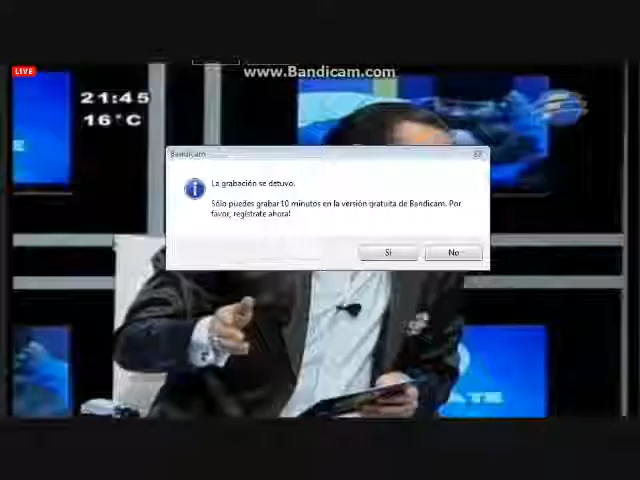 www.Bandicam.com
LIVE
21:45
16°C
E
Bandicam
La grabación se detuvo.
Sólo puedes grabar 10 minutos en la versión gratuita de Bandicam. Por
favor, regístrate ahora!
Sí
No
ATE